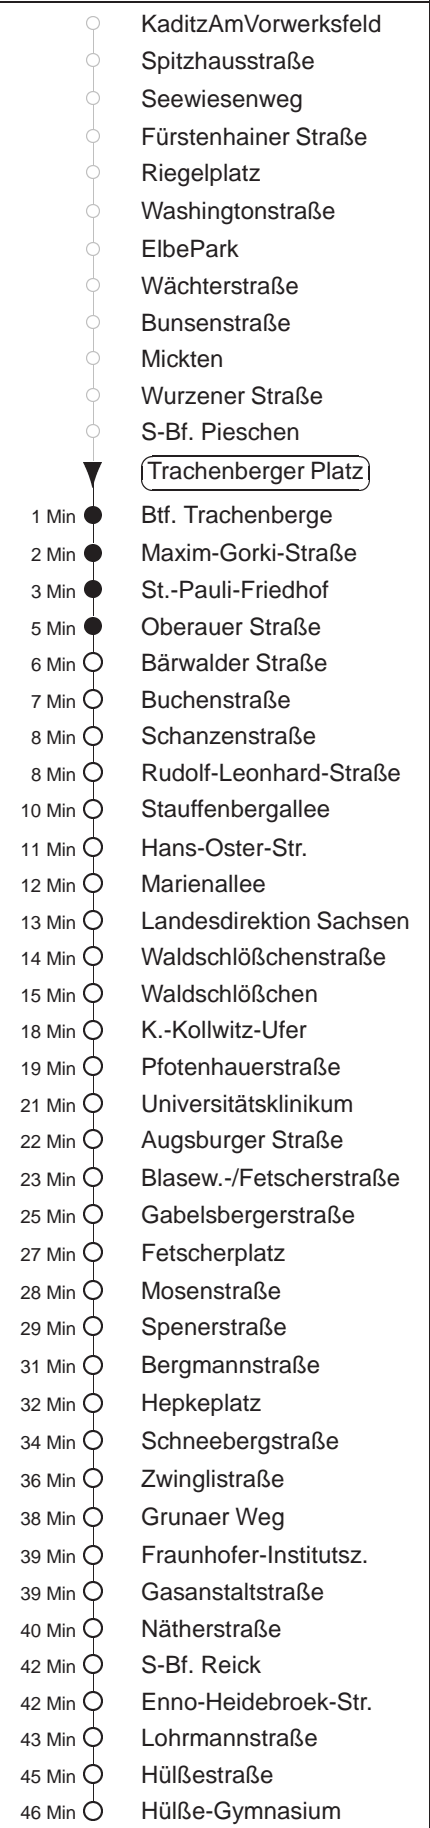 KaditzAmVorwerksfeld
Spitzhausstraße
Seewiesenweg
Fürstenhainer Straße
Riegelplatz
Washingtonstraße
ElbePark
Wächterstraße
Bunsenstraße
Mickten
Wurzener Straße
S-Bf. Pieschen
Trachenberger Platz
1 Min Btf. Trachenberge
2 Min Maxim-Gorki-Straße
3 Min St.-Pauli-Friedhof
5 Min Oberauer Straße
6 Min Bärwalder Straße
7 Min Buchenstraße
8 Min Schanzenstraße
8 Min Rudolf-Leonhard-Straße
10 Min Stauffenbergallee
11 Min Hans-Oster-Str.
12 Min Marienallee
13 Min Landesdirektion Sachsen
14 Min Waldschlößchenstraße
15 Min Waldschlößchen
18 Min K.-Kollwitz-Ufer
19 Min Pfotenhauerstraße
21 Min Universitätsklinikum
22 Min Augsburger Straße
23 Min Blasew.-/Fetscherstraße
25 Min Gabelsbergerstraße
27 Min Fetscherplatz
28 Min Mosenstraße
29 Min Spenerstraße
31 Min Bergmannstraße
32 Min Hepkeplatz
34 Min Schneebergstraße
36 Min Zwinglistraße
38 Min Grunaer Weg
39 Min Fraunhofer-Institutsz.
39 Min Gasanstaltstraße
40 Min Nätherstraße
42 Min S-Bf. Reick
42 Min Enno-Heidebroek-Str.
43 Min Lohrmannstraße
45 Min Hülßestraße
46 Min Hülße-Gymnasium